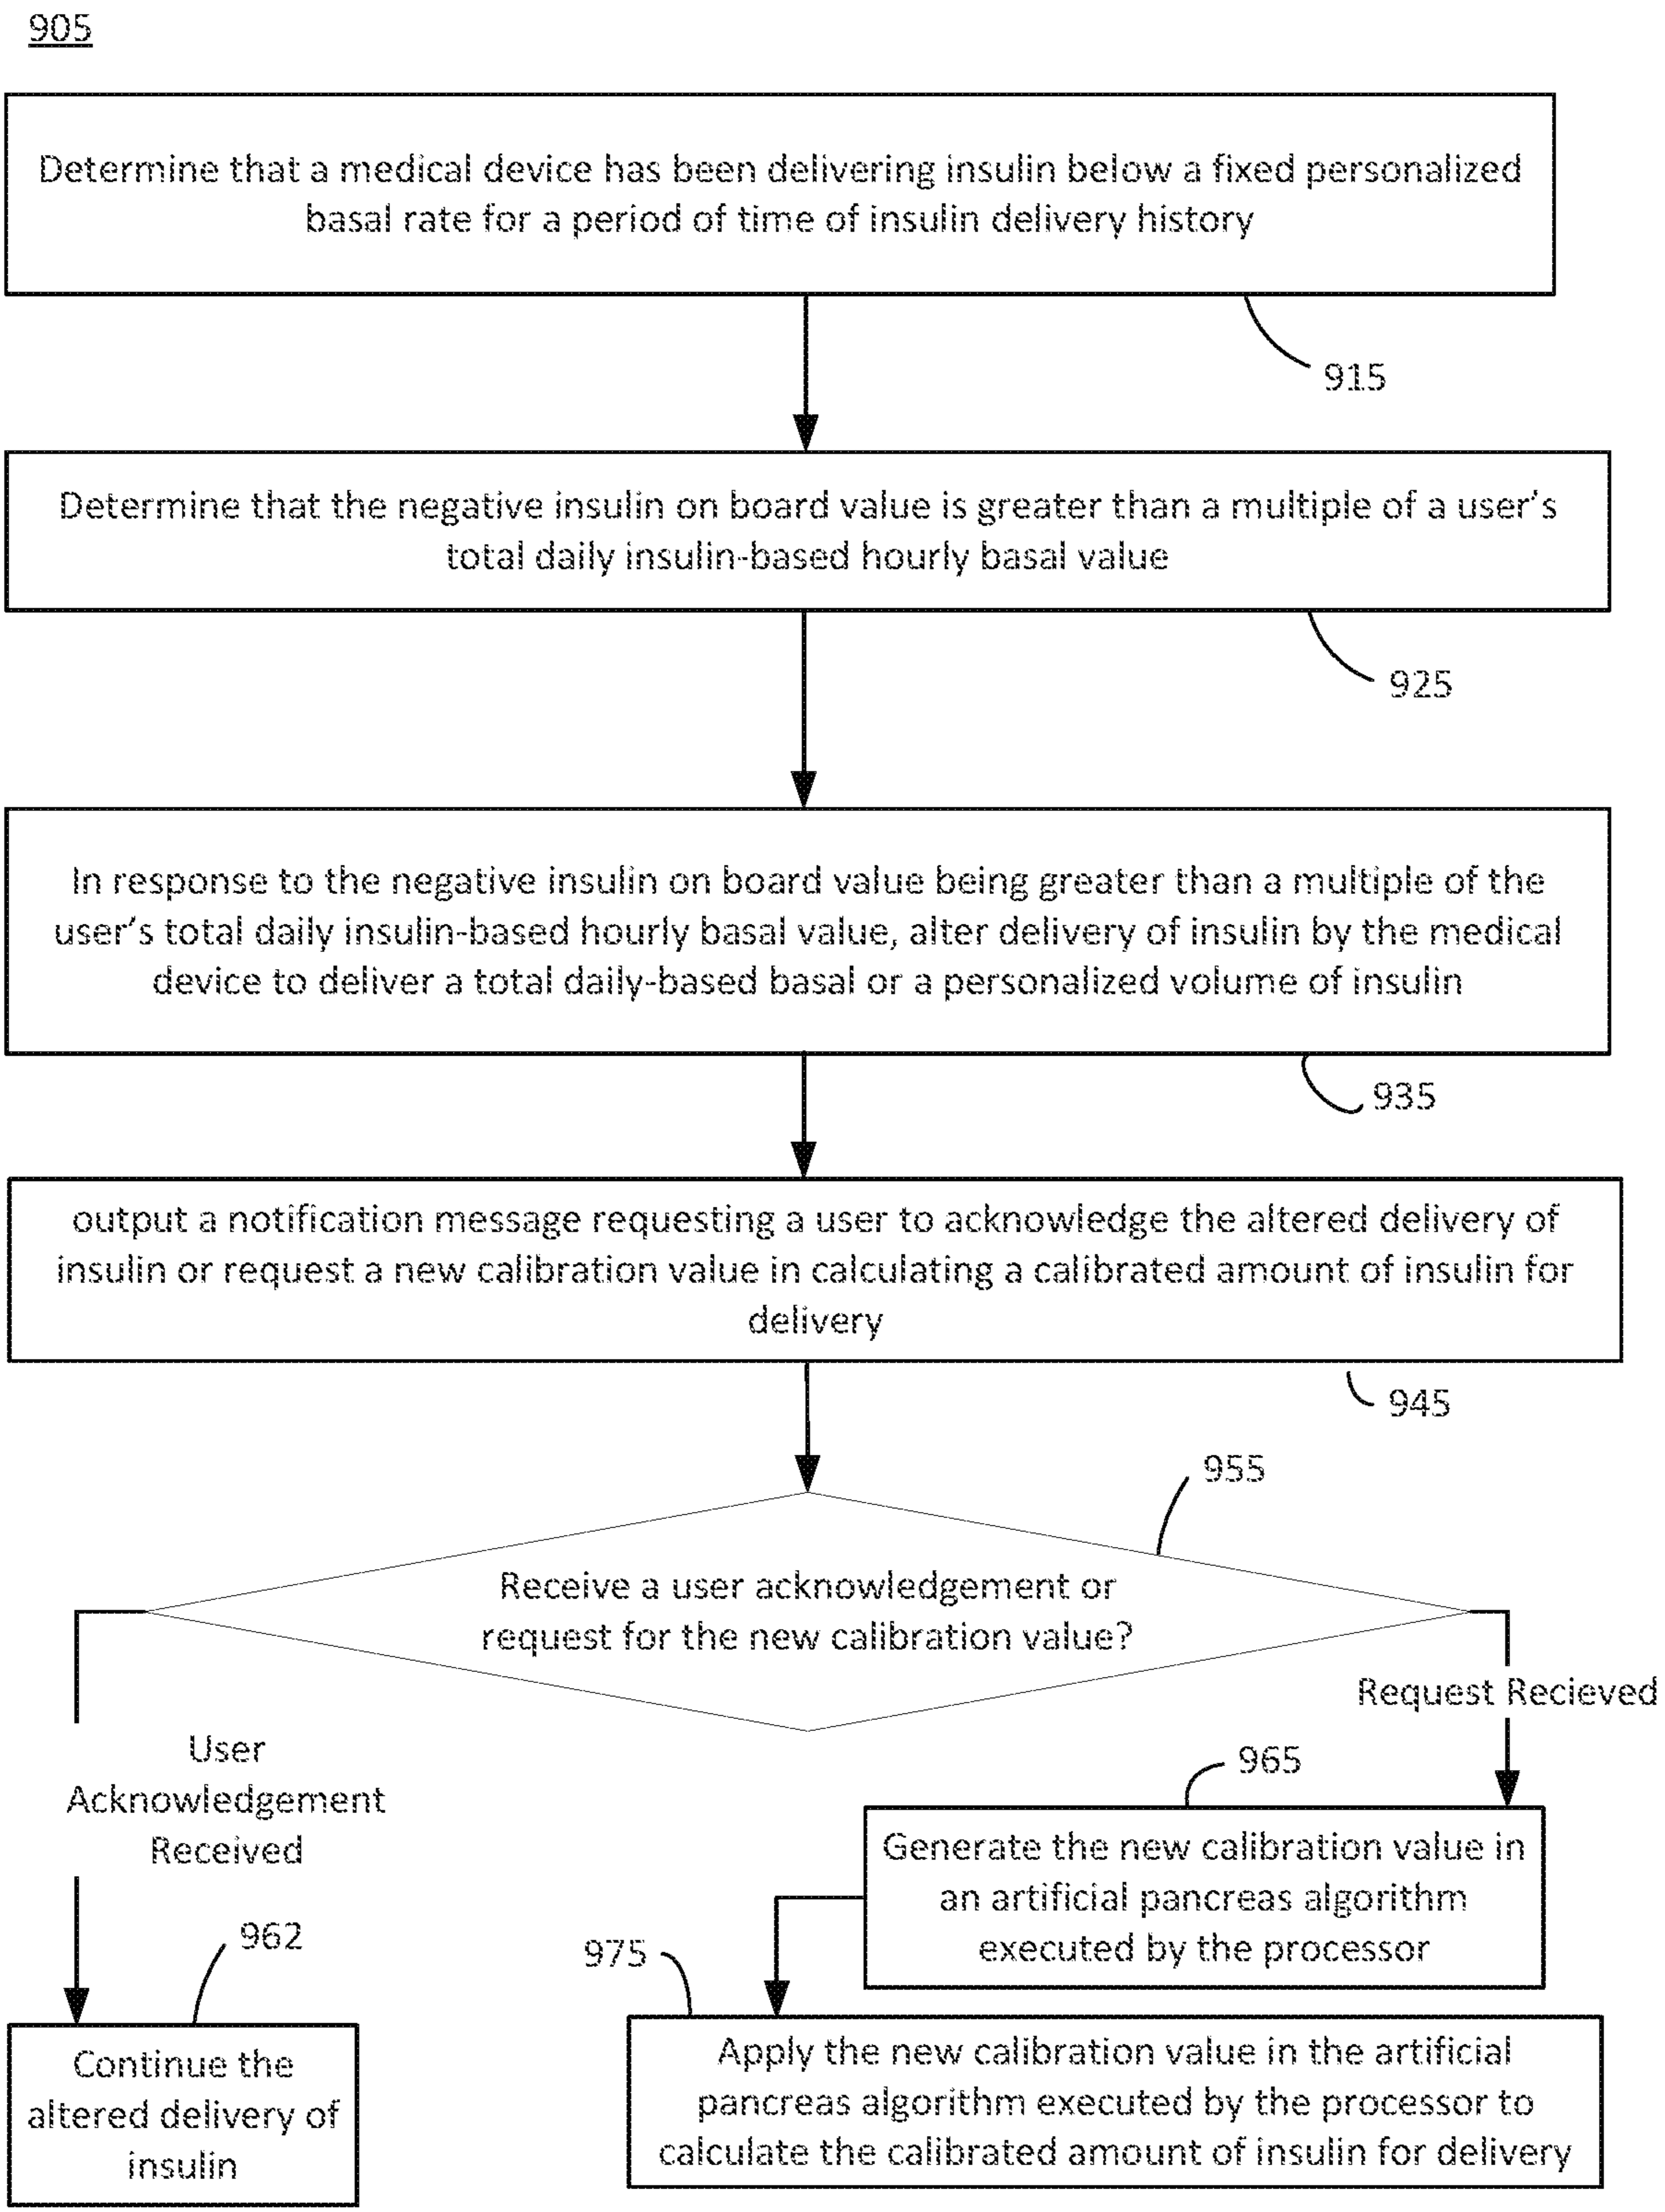 905
Determine that a medical device has been delivering insulin below a fixed personalized
basal rate for a period of time of insulin delivery history
915
Determine that the negative insulin on board value is greater than a multiple of a user's
total daily insulin-based hourly basal value
925
In response to the negative insulin on board value being greater than a multiple of the
user's total daily insulin-based hourly basal value, alter delivery of insulin by the medical
device to deliver a total daily-based basal or a personalized volume of insulin
935
output a notification message requesting a user to acknowledge the altered delivery of
insulin or request a new calibration value in calculating a calibrated amount of insulin for
delivery
945
955
Receive a user acknowledgement or
request for the new calibration value?
Request Recieved
User
Acknowledgement
Received
965
Generate the new calibration value in
an artificial pancreas algorithm
executed by the processor
962
975
Continue the
altered delivery of
insulin
Apply the new calibration value in the artificial
pancreas algorithm executed by the processor to
calculate the calibrated amount of insulin for delivery